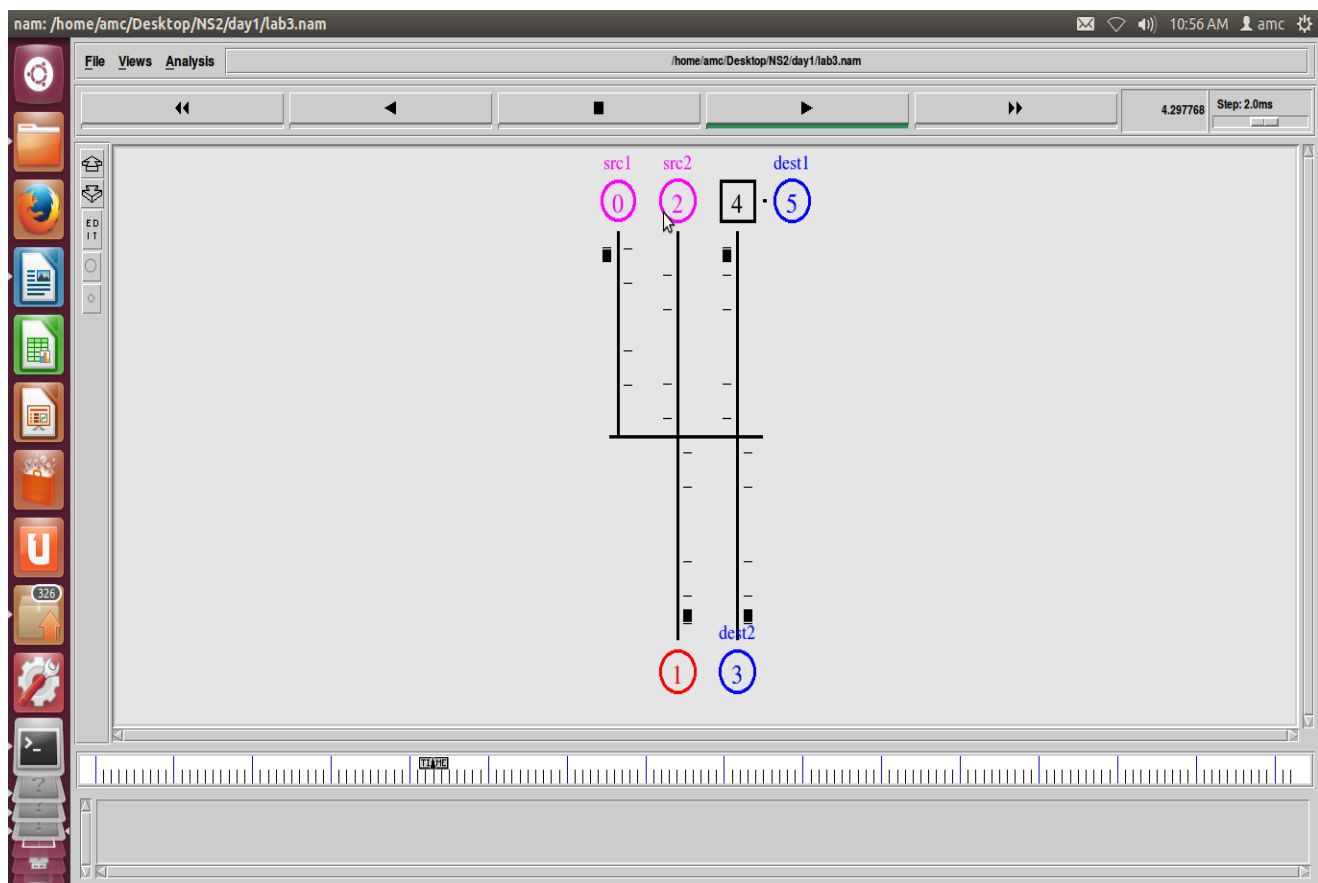 nam: /home/amc/Desktop/NS2/day1/lab3.nam 10:56 AM amc
File Views Analysis /home/amc/Desktop/NS2/day1/lab3.nam
4.297768 Step: 2.0ms
ED
IT
src1 src2 dest1
0 2 4 5
dest2
1 3
326
>_
TIME
?